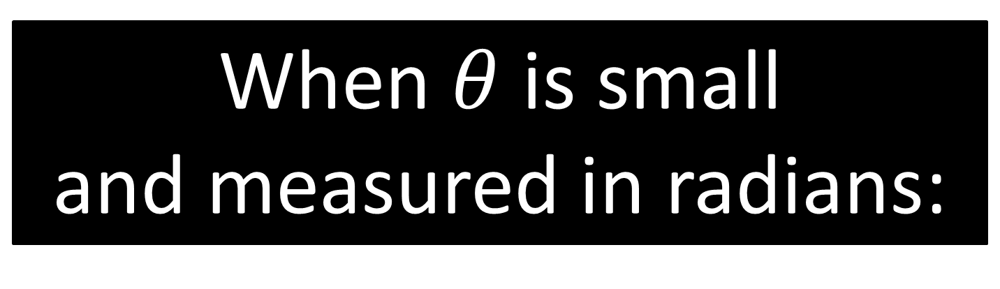 When 𝜃 is small
and measured in radians: